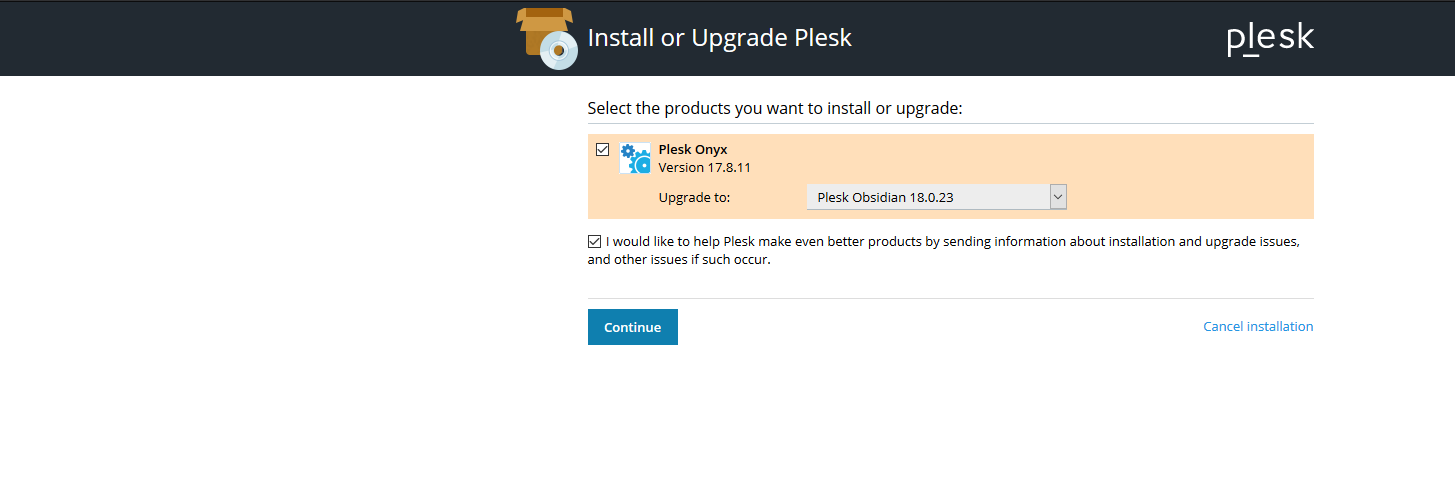 Install or Upgrade Plesk
plesk
Select the products you want to install or upgrade:
Plesk Onyx
Version 17.8.11
Upgrade to:
Plesk Obsidian 18.0.23
I would like to help Plesk make even better products by sending information about installation and upgrade issues,
and other issues if such occur.
Continue
Cancel installation